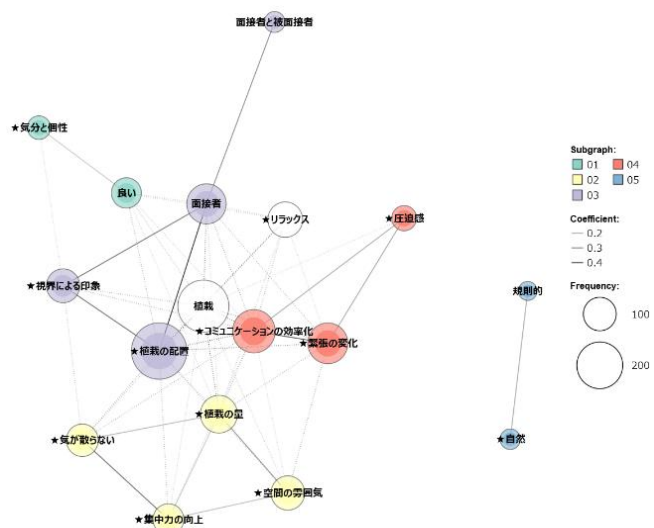 面接者と被面接者
★気分と個性
良い
面接者
★リラックス
★圧迫感
★視界による印象
植栽
規則的
★コミュニケーションの効率化
★植栽の配置
★緊張の変化
★植栽の量
★気が散らない
★自然
★空間の雰囲気
★集中力の向上
Subgraph:
01 04
02 05
03
Coefficient:
0.2
0.3
0.4
Frequency:
100
200